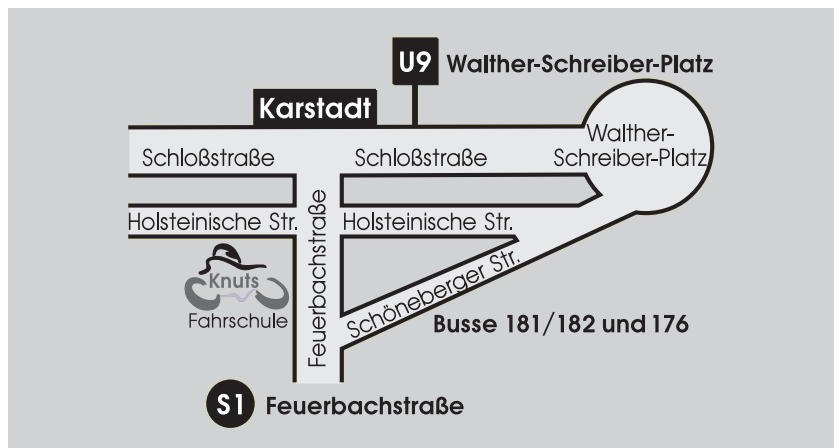 U9 Walther-Schreiber-Platz
Karstadt
Walther-
Schreiber-Platz
Schloßstraße
Schloßstraße
Holsteinische Str.
Holsteinische Str.
Feuerbachstraße
Knuts
Fahrschule
Schöneberger Str.
Busse 181/182 und 176
S1 Feuerbachstraße